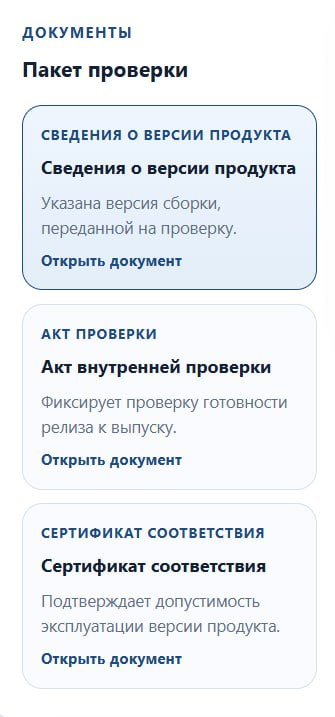 ДОКУМЕНТЫ
Пакет проверки
СВЕДЕНИЯ О ВЕРСИИ ПРОДУКТА
Сведения о версии продукта
Указана версия сборки,
переданной на проверку.
Открыть документ
АКТ ПРОВЕРКИ
Акт внутренней проверки
Фиксирует проверку готовности
релиза к выпуску.
Открыть документ
СЕРТИФИКАТ СООТВЕТСТВИЯ
Сертификат соответствия
Подтверждает допустимость
эксплуатации версии продукта.
Открыть документ